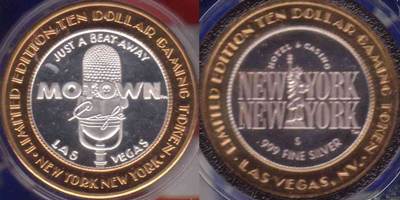 LIMITED EDITION TEN DOLLAR GAMING TOKEN
JUST A BEAT AWAY
MOTOWN
Cafe
LAS VEGAS
• NEW YORK NEW YORK •
LIMITED EDITION TEN DOLLAR GAMING TOKEN
HOTEL & CASINO
NEW YORK
NEW YORK
S
.999 FINE SILVER
• LAS VEGAS, NV. •